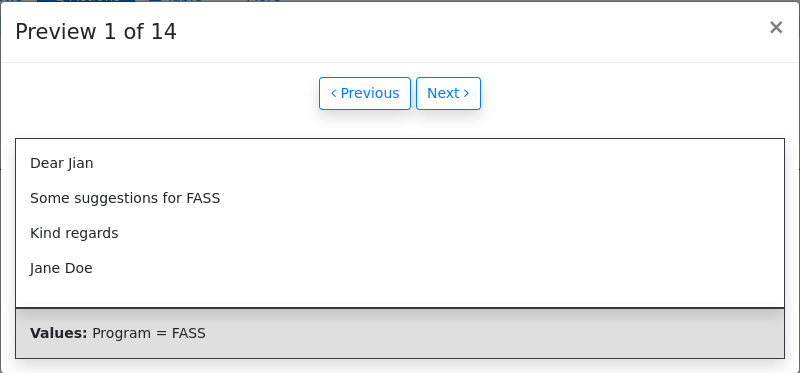 Preview 1 of 14
×
‹ Previous
Next ›
Dear Jian
Some suggestions for FASS
Kind regards
Jane Doe
Values: Program = FASS